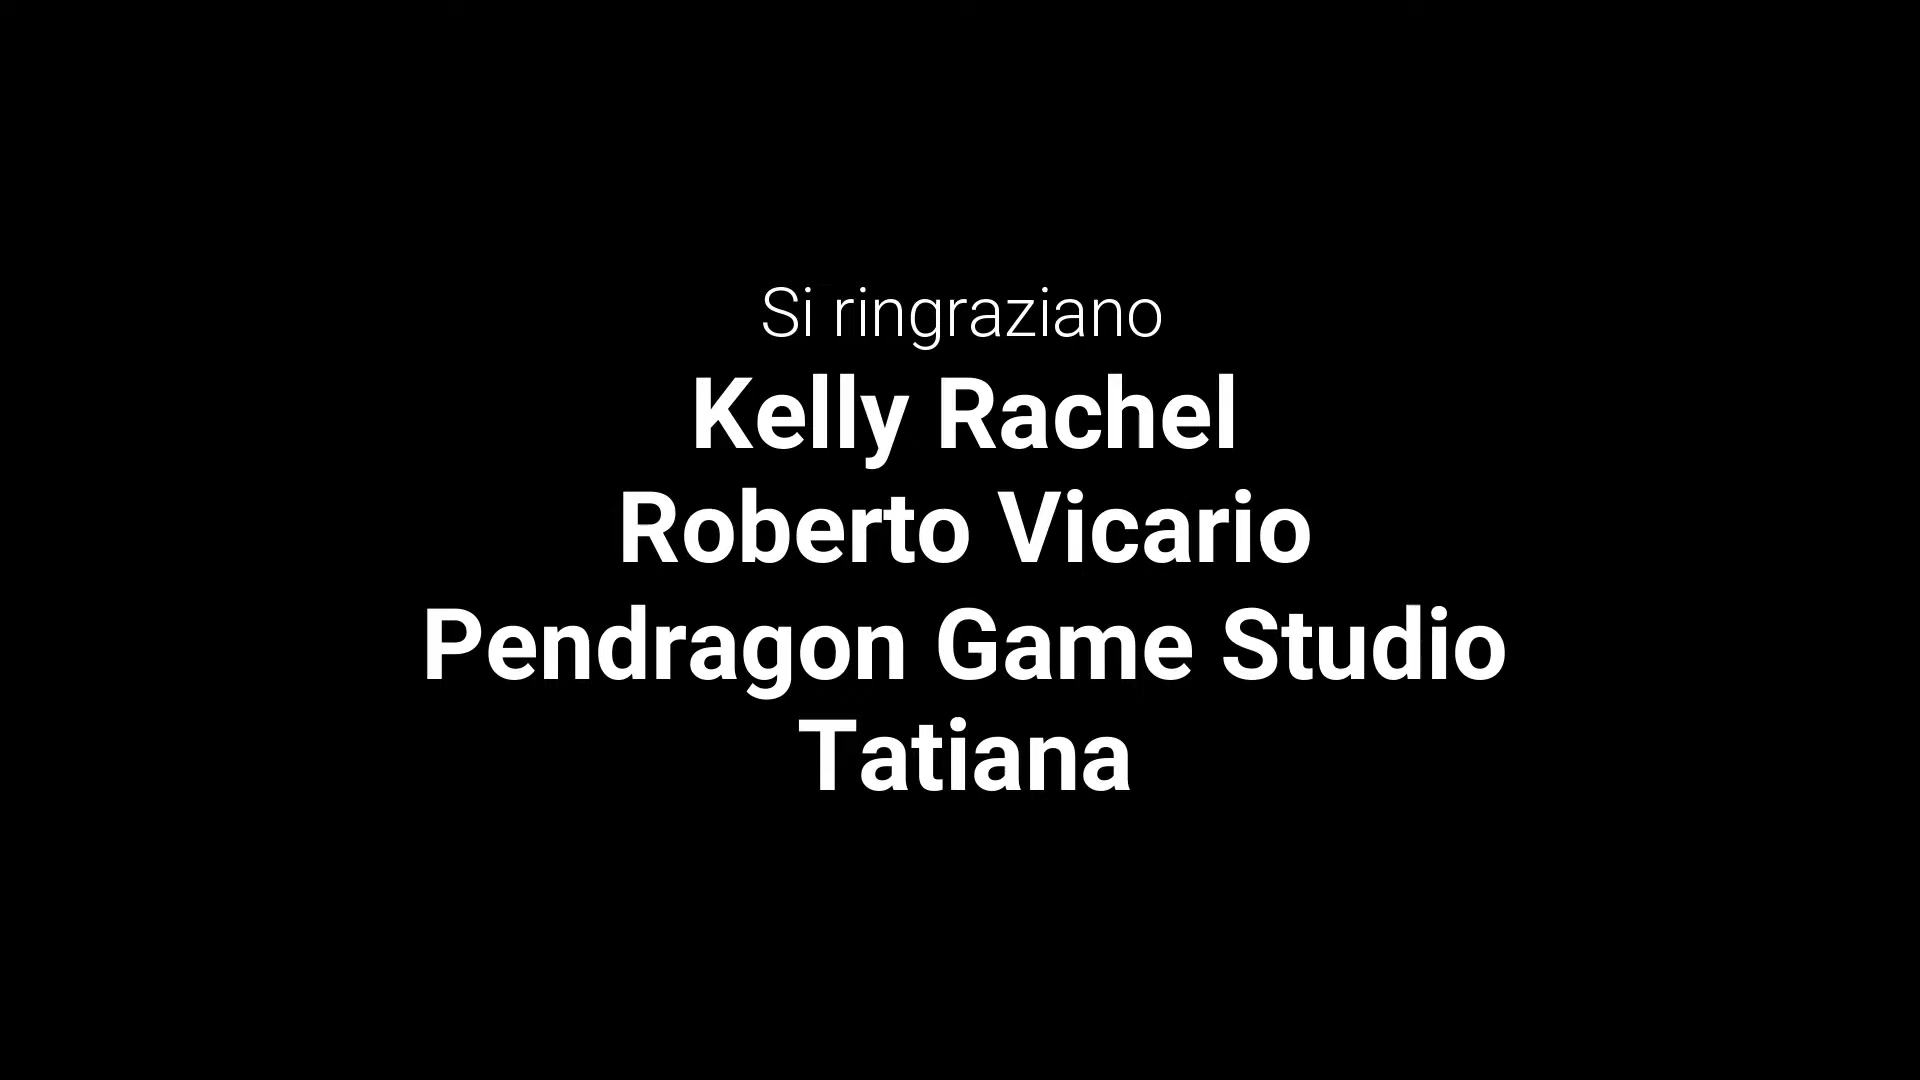 Si ringraziano
Kelly Rachel
Roberto Vicario
Pendragon Game Studio
Tatiana